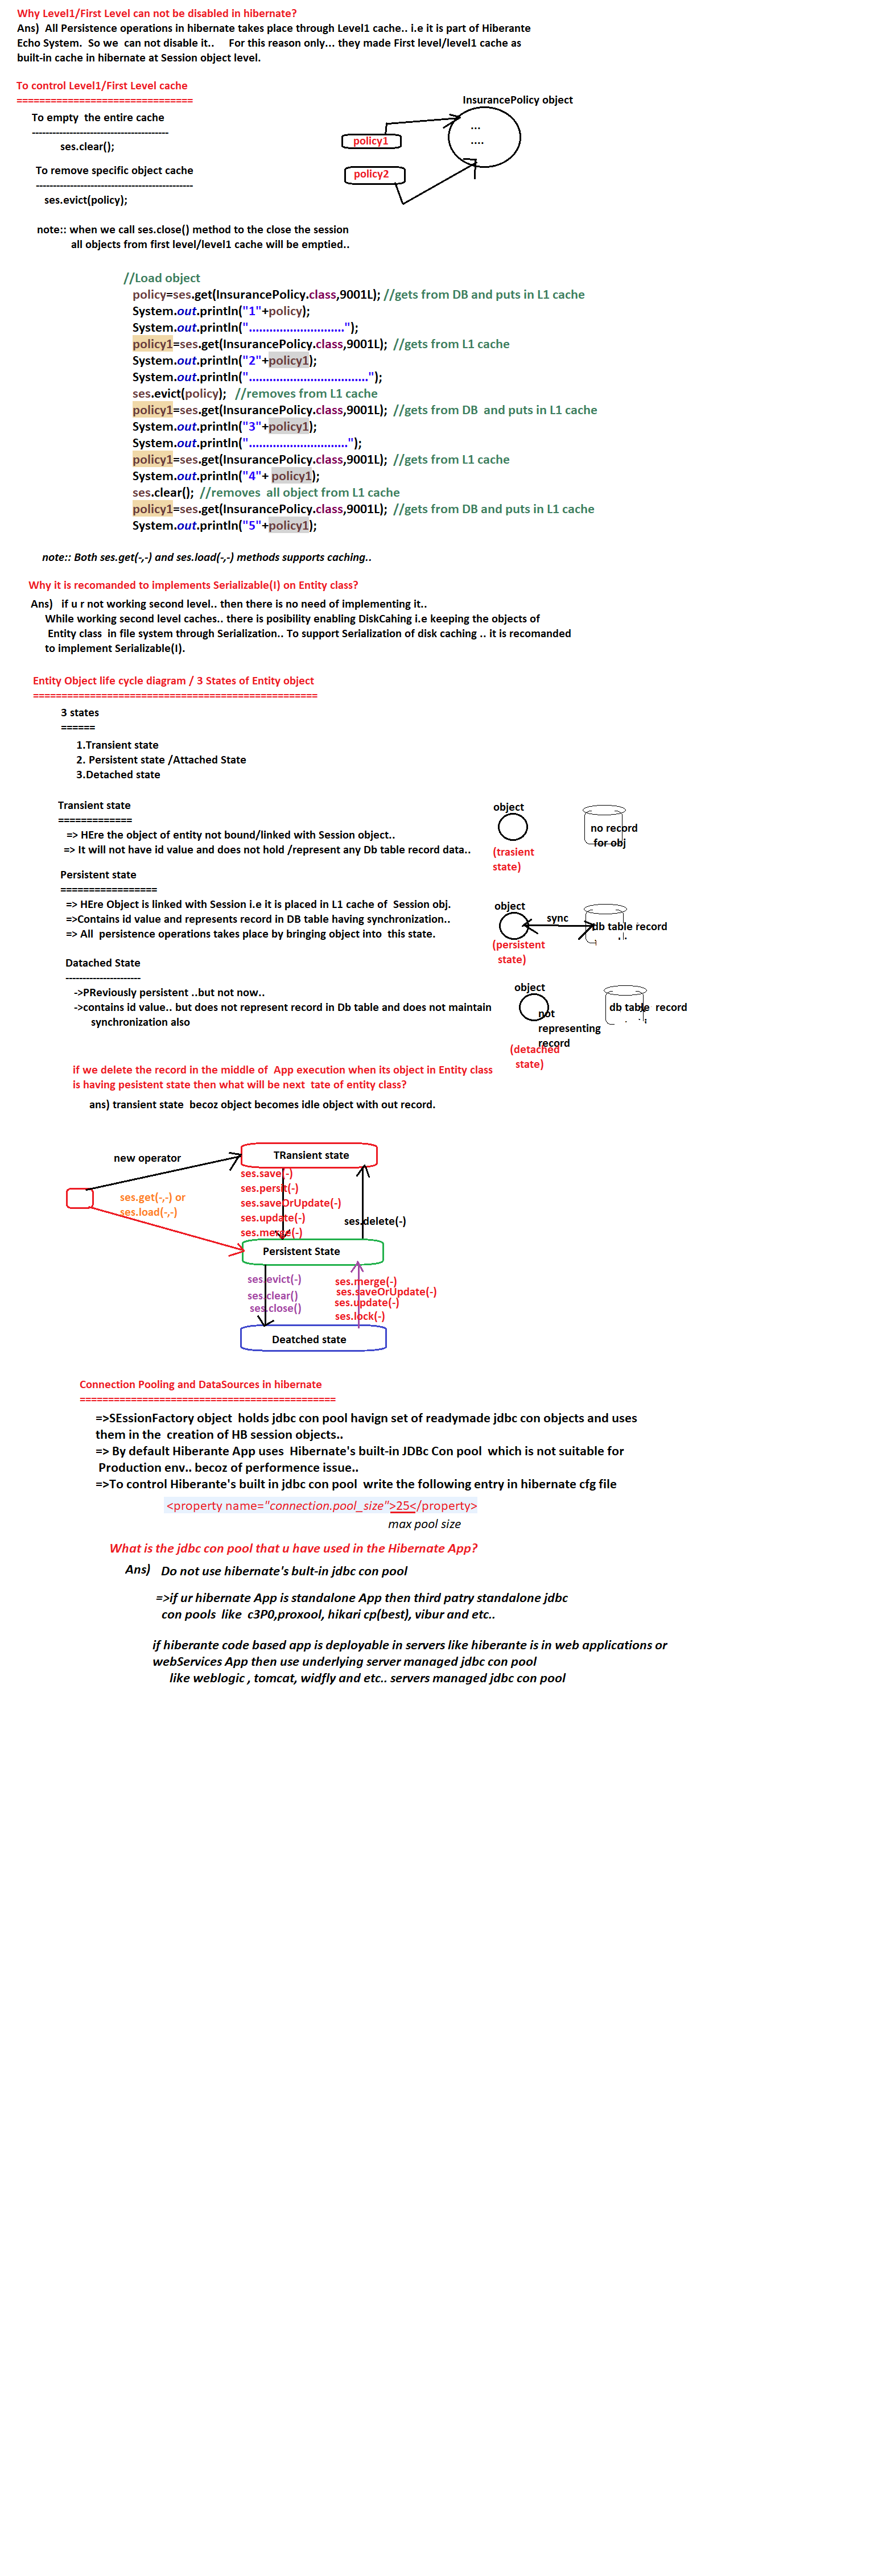 Why Level1/First Level can not be disabled in hibernate?
Ans)  All Persistence operations in hibernate takes place through Level1 cache.. i.e it is part of Hiberante
Echo System.  So we  can not disable it..     For this reason only... they made First level/level1 cache as
built-in cache in hibernate at Session object level.
To control Level1/First Level cache
===============================
To empty  the entire cache
----------------------------------------
ses.clear();
To remove specific object cache
----------------------------------------------
ses.evict(policy);
InsurancePolicy object
...
....
policy1
policy2
note:: when we call ses.close() method to the close the session
all objects from first level/level1 cache will be emptied..
//Load object
policy=ses.get(InsurancePolicy.class,9001L); //gets from DB and puts in L1 cache
System.out.println("1"+policy);
System.out.println("............................");
policy1=ses.get(InsurancePolicy.class,9001L);  //gets from L1 cache
System.out.println("2"+policy1);
System.out.println("...................................");
ses.evict(policy);   //removes from L1 cache
policy1=ses.get(InsurancePolicy.class,9001L);  //gets from DB  and puts in L1 cache
System.out.println("3"+policy1);
System.out.println(".............................");
policy1=ses.get(InsurancePolicy.class,9001L);  //gets from L1 cache
System.out.println("4"+ policy1);
ses.clear();  //removes  all object from L1 cache
policy1=ses.get(InsurancePolicy.class,9001L);  //gets from DB and puts in L1 cache
System.out.println("5"+policy1);
note:: Both ses.get(-,-) and ses.load(-,-) methods supports caching..
Why it is recomanded to implements Serializable(I) on Entity class?
Ans)   if u r not working second level.. then there is no need of implementing it..
While working second level caches.. there is posibility enabling DiskCahing i.e keeping the objects of
Entity class  in file system through Serialization.. To support Serialization of disk caching .. it is recomanded
to implement Serializable(I).
Entity Object life cycle diagram / 3 States of Entity object
==================================================
3 states
======
1.Transient state
2. Persistent state /Attached State
3.Detached state
Transient state
=============
=> HEre the object of entity not bound/linked with Session object..
=> It will not have id value and does not hold /represent any Db table record data..
object
(trasient
state)
no record
for obj
Persistent state
=================
=> HEre Object is linked with Session i.e it is placed in L1 cache of  Session obj.
=>Contains id value and represents record in DB table having synchronization..
=> All  persistence operations takes place by bringing object into  this state.
object
sync
db table record
(persistent
state)
Datached State
----------------------
->PReviously persistent ..but not now..
->contains id value.. but does not represent record in Db table and does not maintain
synchronization also
object
not
representing
record
db table  record
(detached
state)
if we delete the record in the middle of  App execution when its object in Entity class
is having pesistent state then what will be next  tate of entity class?
ans) transient state  becoz object becomes idle object with out record.
new operator
TRansient state
ses.get(-,-) or
ses.load(-,-)
ses.save(-)
ses.persit(-)
ses.saveOrUpdate(-)
ses.update(-)
ses.merge(-)
ses.delete(-)
Persistent State
ses.evict(-)
ses.clear()
ses.close()
ses.merge(-)
ses.saveOrUpdate(-)
ses.update(-)
ses.lock(-)
Deatched state
Connection Pooling and DataSources in hibernate
=============================================
=>SEssionFactory object  holds jdbc con pool havign set of readymade jdbc con objects and uses
them in the  creation of HB session objects..
=> By default Hiberante App uses  Hibernate's built-in JDBc Con pool  which is not suitable for
Production env.. becoz of performence issue..
=>To control Hiberante's built in jdbc con pool  write the following entry in hibernate cfg file
<property name="connection.pool_size">25</property>
max pool size
What is the jdbc con pool that u have used in the Hibernate App?
Ans)   Do not use hibernate's bult-in jdbc con pool
=>if ur hibernate App is standalone App then third patry standalone jdbc
con pools  like  c3P0,proxool, hikari cp(best), vibur and etc..
if hiberante code based app is deployable in servers like hiberante is in web applications or
webServices App then use underlying server managed jdbc con pool
like weblogic , tomcat, widfly and etc.. servers managed jdbc con pool